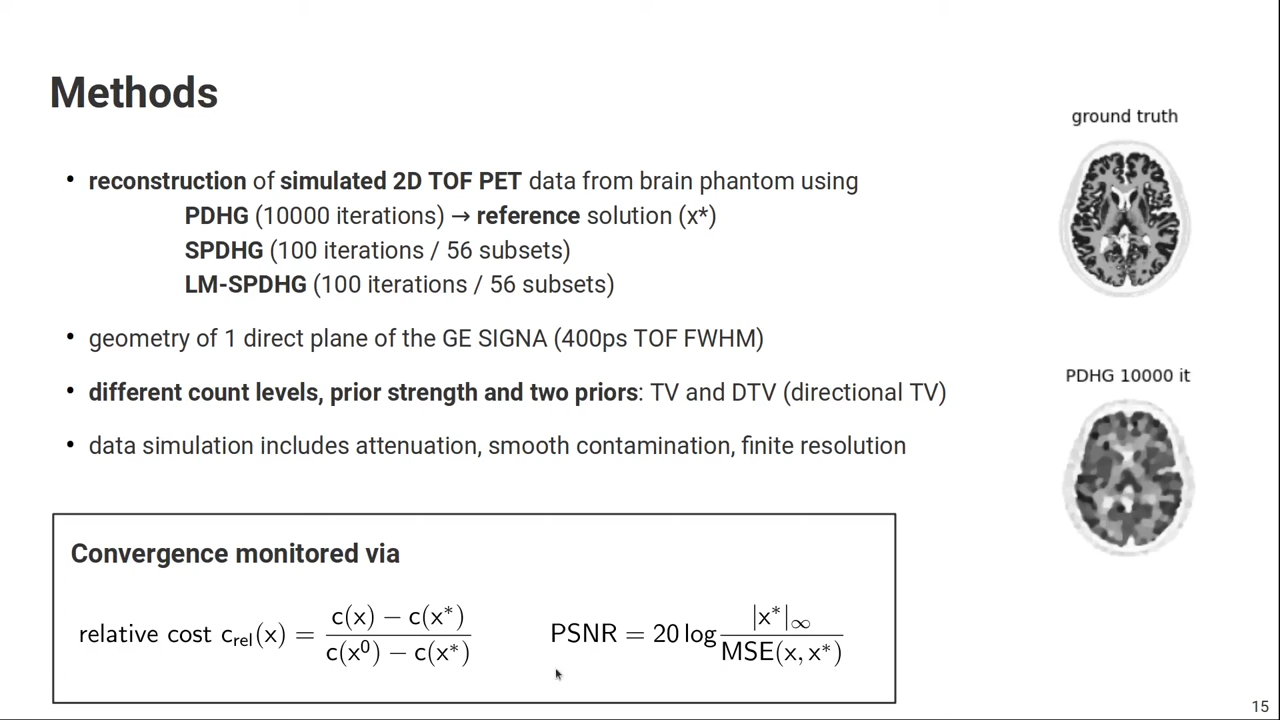 Methods
ground truth
• reconstruction of simulated 2D TOF PET data from brain phantom using
PDHG (10000 iterations) → reference solution (x*)
SPDHG (100 iterations / 56 subsets)
LM-SPDHG (100 iterations / 56 subsets)
• geometry of 1 direct plane of the GE SIGNA (400ps TOF FWHM)
PDHG 10000 it
• different count levels, prior strength and two priors: TV and DTV (directional TV)
• data simulation includes attenuation, smooth contamination, finite resolution
Convergence monitored via
relative cost c_rel(x) = (c(x) − c(x*)) / (c(x⁰) − c(x*))
PSNR = 20 log |x*|_∞ / MSE(x, x*)
15